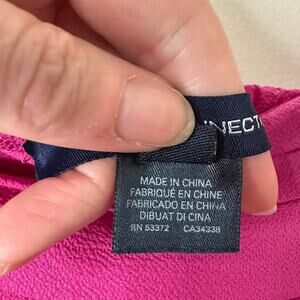 NNECT
MADE IN CHINA
FABRIQUÉ EN CHINE
FABRICADO EN CHINA
DIBUAT DI CINA
RN 53372 CA34338